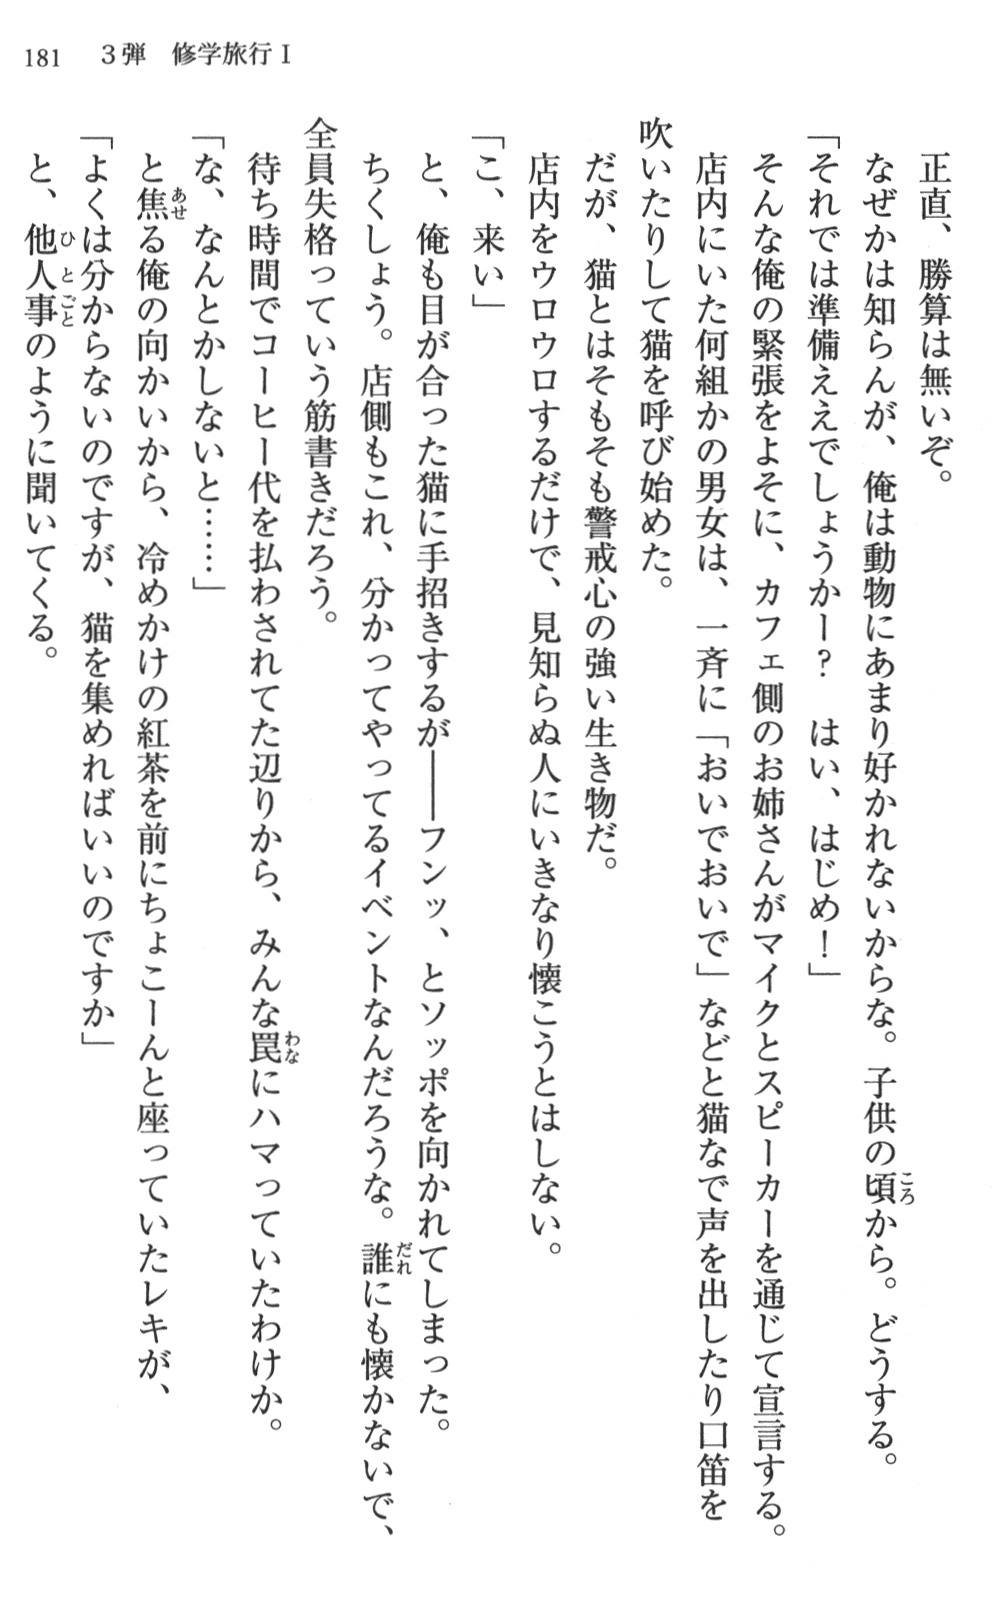 181　３弾　修学旅行Ⅰ
正直、勝算は無いぞ。
なぜかは知らんが、俺は動物にあまり好かれないからな。子供の頃から。どうする。
「それでは準備ええでしょうかー？　はい、はじめ！」
そんな俺の緊張をよそに、カフェ側のお姉さんがマイクとスピーカーを通じて宣言する。
店内にいた何組かの男女は、一斉に「おいでおいで」などと猫なで声を出したり口笛を
吹いたりして猫を呼び始めた。
だが、猫とはそもそも警戒心の強い生き物だ。
店内をウロウロするだけで、見知らぬ人にいきなり懐こうとはしない。
「こ、来い」
と、俺も目が合った猫に手招きするが――フンッ、とソッポを向かれてしまった。
ちくしょう。店側もこれ、分かってやってるイベントなんだろうな。誰にも懐かないで、
全員失格っていう筋書きだろう。
待ち時間でコーヒー代を払わされてた辺りから、みんな罠にハマっていたわけか。
「な、なんとかしないと……」
と焦る俺の向かいから、冷めかけの紅茶を前にちょこーんと座っていたレキが、
「よくは分からないのですが、猫を集めればいいのですか」
と、他人事のように聞いてくる。